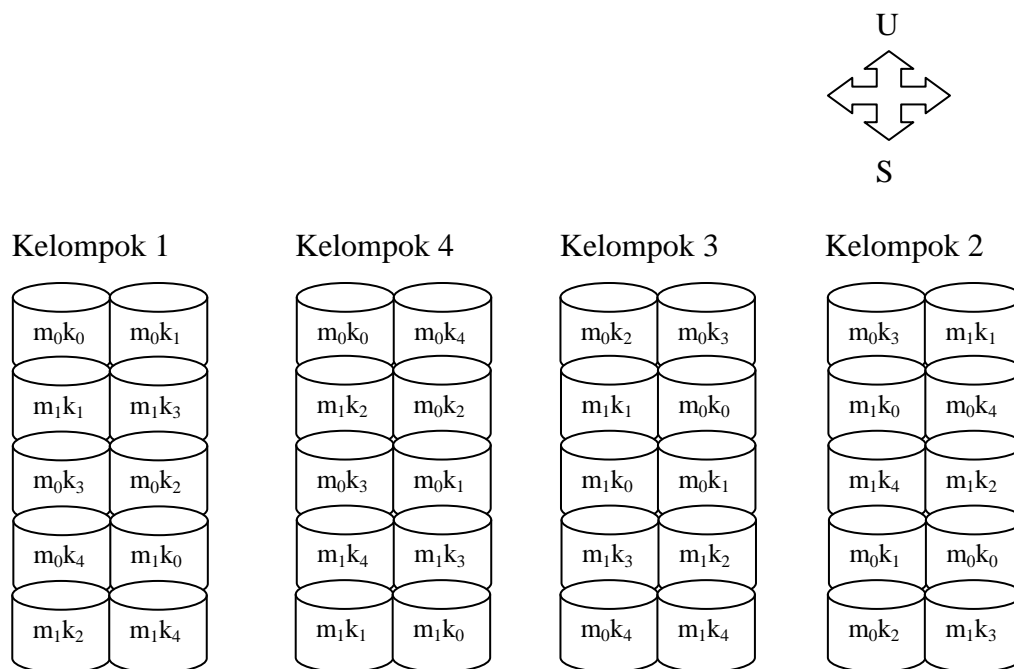 U
S
Kelompok 1 Kelompok 4 Kelompok 3 Kelompok 2
m₀k₀ m₀k₁ m₀k₀ m₀k₄ m₀k₂ m₀k₃ m₀k₃ m₁k₁
m₁k₁ m₁k₃ m₁k₂ m₀k₂ m₁k₁ m₀k₀ m₁k₀ m₀k₄
m₀k₃ m₀k₂ m₀k₃ m₀k₁ m₁k₀ m₀k₁ m₁k₄ m₁k₂
m₀k₄ m₁k₀ m₁k₄ m₁k₃ m₁k₃ m₁k₂ m₀k₁ m₀k₀
m₁k₂ m₁k₄ m₁k₁ m₁k₀ m₀k₄ m₁k₄ m₀k₂ m₁k₃